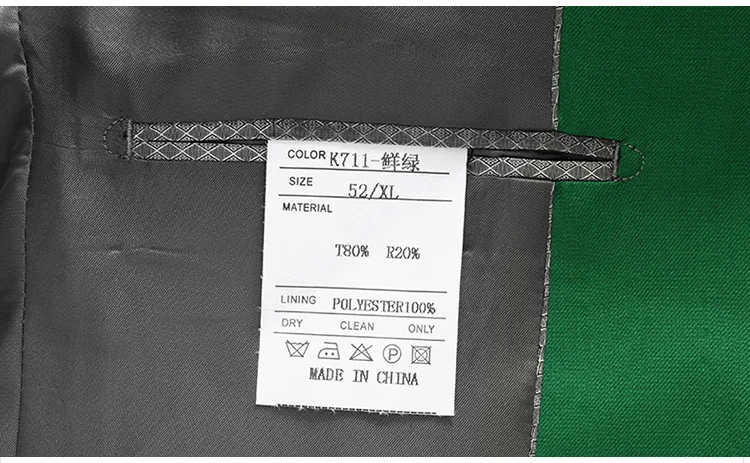 COLOR K711-鲜绿
SIZE 52/XL
MATERIAL
T80% R20%
LINING POLYESTER100%
DRY CLEAN ONLY
P
MADE IN CHINA